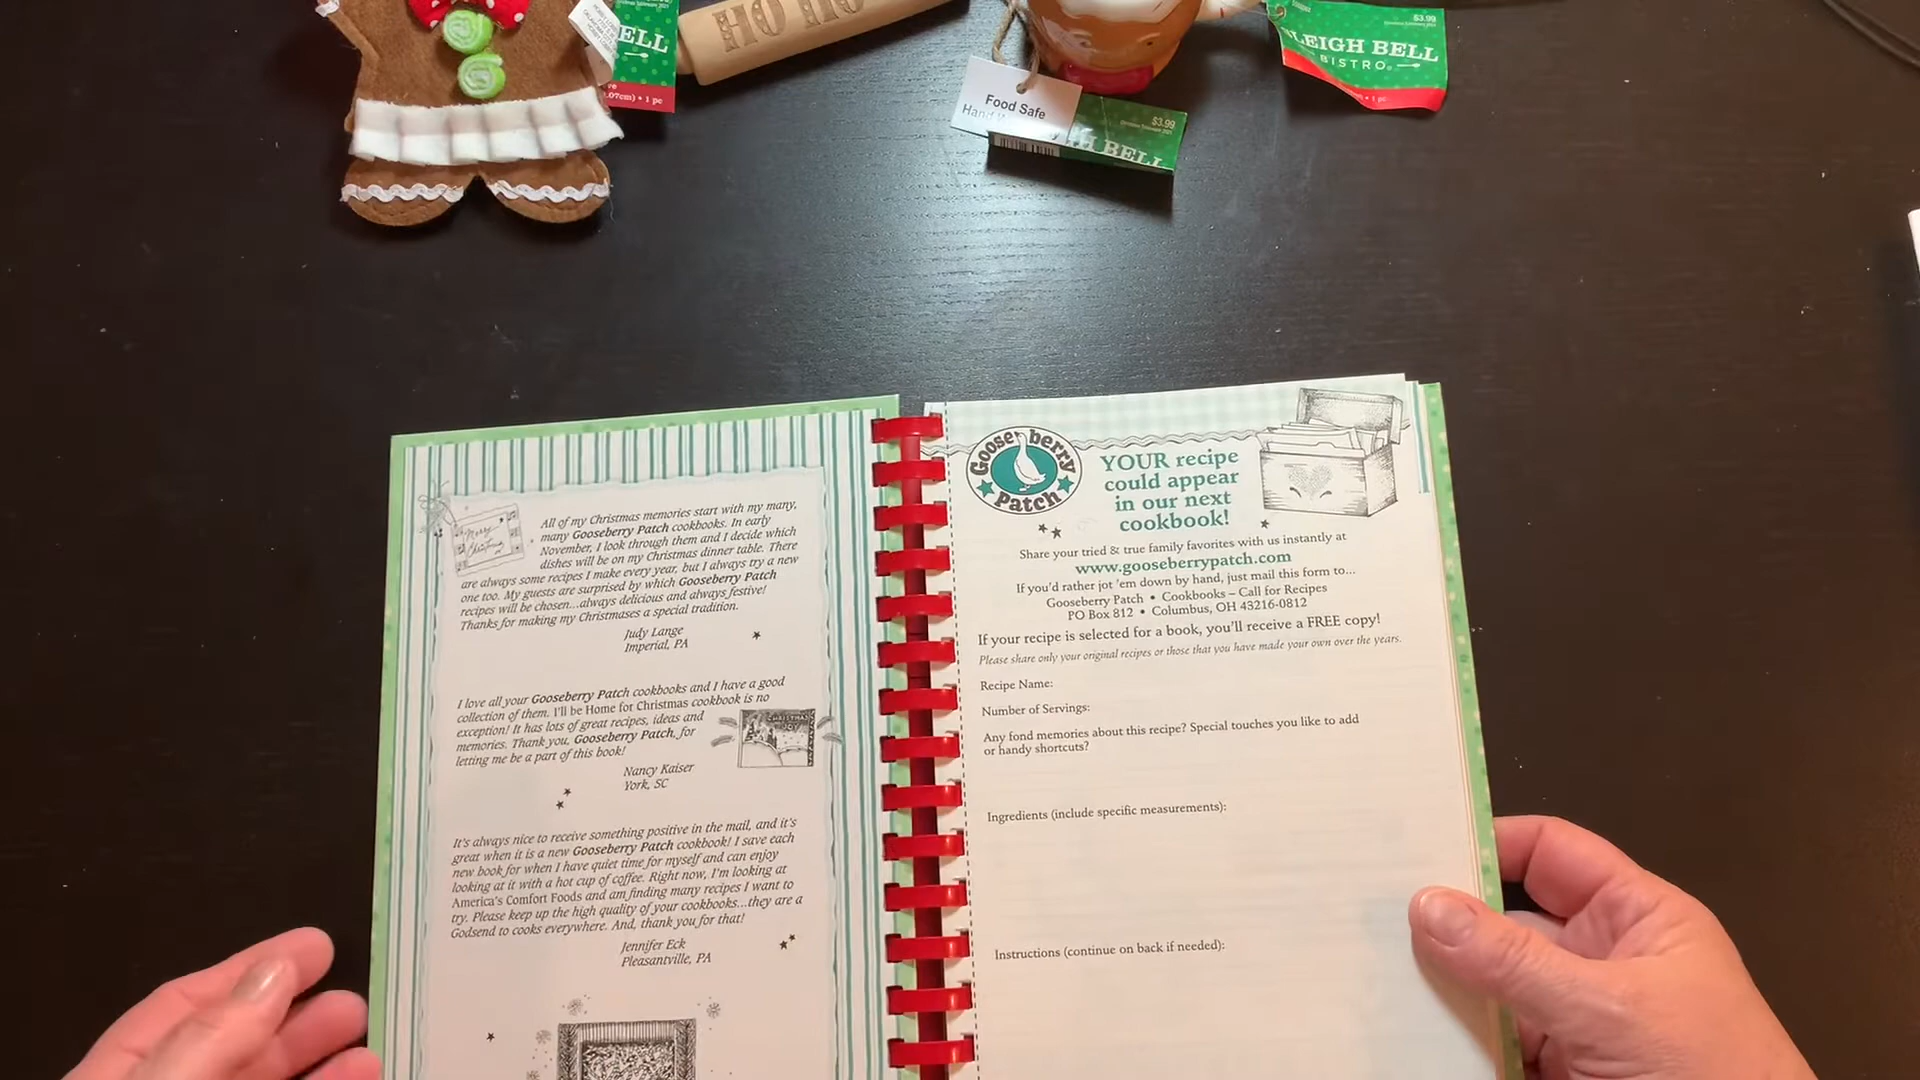 HO HO
ELL
.07cm) • 1 pc
Food Safe
Hand
$3.99
BELL
$3.99
SLEIGH BELL
BISTRO
1 pc
Merry
Christmas
All of my Christmas memories start with my many,
many Gooseberry Patch cookbooks. In early
November, I look through them and I decide which
dishes will be on my Christmas dinner table. There
are always some recipes I make every year, but I always try a new
one too. My guests are surprised by which Gooseberry Patch
recipes will be chosen...always delicious and always festive!
Thanks for making my Christmases a special tradition.
Judy Lange
Imperial, PA
I love all your Gooseberry Patch cookbooks and I have a good
collection of them. I'll be Home for Christmas cookbook is no
exception! It has lots of great recipes, ideas and
memories. Thank you, Gooseberry Patch, for
letting me be a part of this book!
Nancy Kaiser
York, SC
CHRISTMAS
JOY
It's always nice to receive something positive in the mail, and it's
great when it is a new Gooseberry Patch cookbook! I save each
new book for when I have quiet time for myself and can enjoy
looking at it with a hot cup of coffee. Right now, I'm looking at
America's Comfort Foods and am finding many recipes I want to
try. Please keep up the high quality of your cookbooks...they are a
Godsend to cooks everywhere. And, thank you for that!
Jennifer Eck
Pleasantville, PA
Gooseberry
Patch
YOUR recipe
could appear
in our next
cookbook!
Share your tried & true family favorites with us instantly at
www.gooseberrypatch.com
If you'd rather jot 'em down by hand, just mail this form to...
Gooseberry Patch • Cookbooks – Call for Recipes
PO Box 812 • Columbus, OH 43216-0812
If your recipe is selected for a book, you'll receive a FREE copy!
Please share only your original recipes or those that you have made your own over the years.
Recipe Name:
Number of Servings:
Any fond memories about this recipe? Special touches you like to add
or handy shortcuts?
Ingredients (include specific measurements):
Instructions (continue on back if needed):